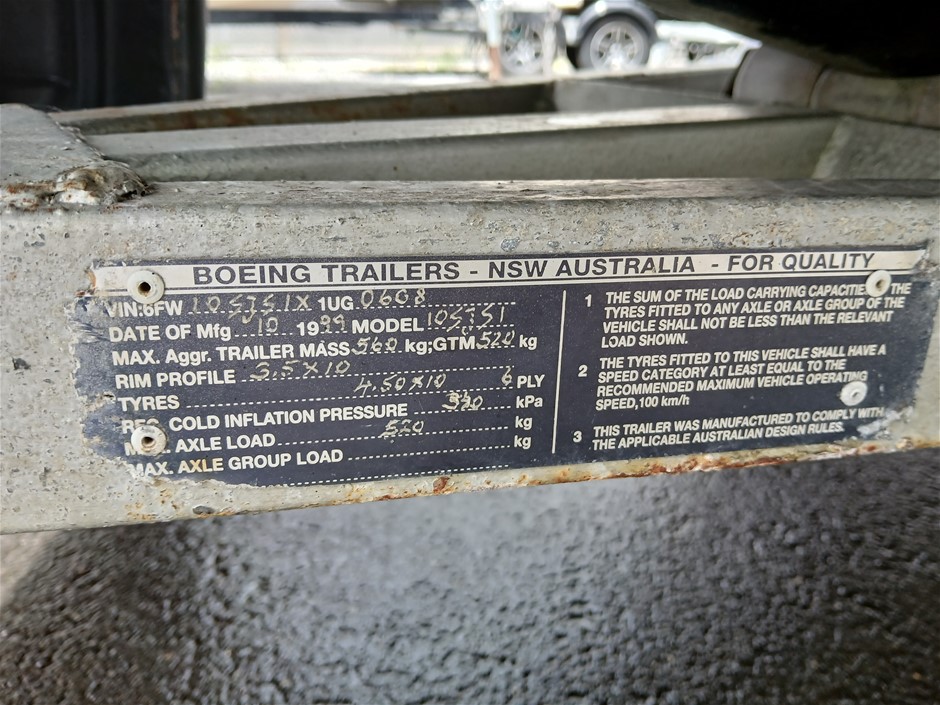 BOEING TRAILERS - NSW AUSTRALIA - FOR QUALITY
VIN:6FW 105J51X 1UG 0608
DATE OF Mfg 10 1999 MODEL 105J51
MAX. Aggr. TRAILER MASS 560 kg;GTM 520 kg
RIM PROFILE 3.5X10
TYRES 4.50X10 6 PLY
COLD INFLATION PRESSURE kPa
AXLE LOAD 520 kg
MAX. AXLE GROUP LOAD kg
1 THE SUM OF THE LOAD CARRYING CAPACITIES THE
TYRES FITTED TO ANY AXLE OR AXLE GROUP OF THE
VEHICLE SHALL NOT BE LESS THAN THE RELEVANT
LOAD SHOWN.
2 THE TYRES FITTED TO THIS VEHICLE SHALL HAVE A
SPEED CATEGORY AT LEAST EQUAL TO THE
RECOMMENDED MAXIMUM VEHICLE OPERATING
SPEED,100 km/h
3 THIS TRAILER WAS MANUFACTURED TO COMPLY WITH
THE APPLICABLE AUSTRALIAN DESIGN RULES